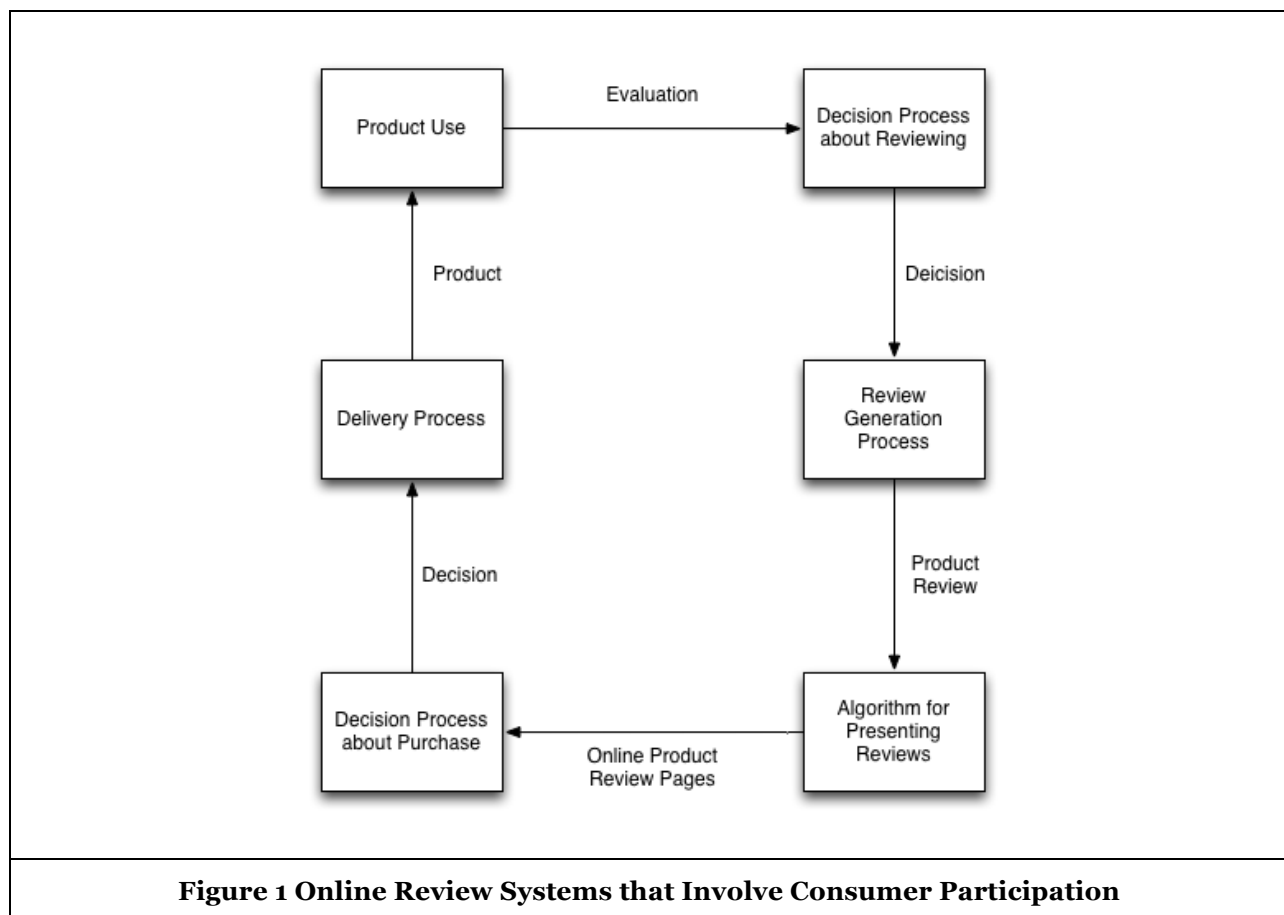 Evaluation
Product Use
Decision Process
about Reviewing
Product
Deicision
Delivery Process
Review
Generation
Process
Decision
Product
Review
Decision Process
about Purchase
Algorithm for
Presenting
Reviews
Online Product
Review Pages
Figure 1 Online Review Systems that Involve Consumer Participation